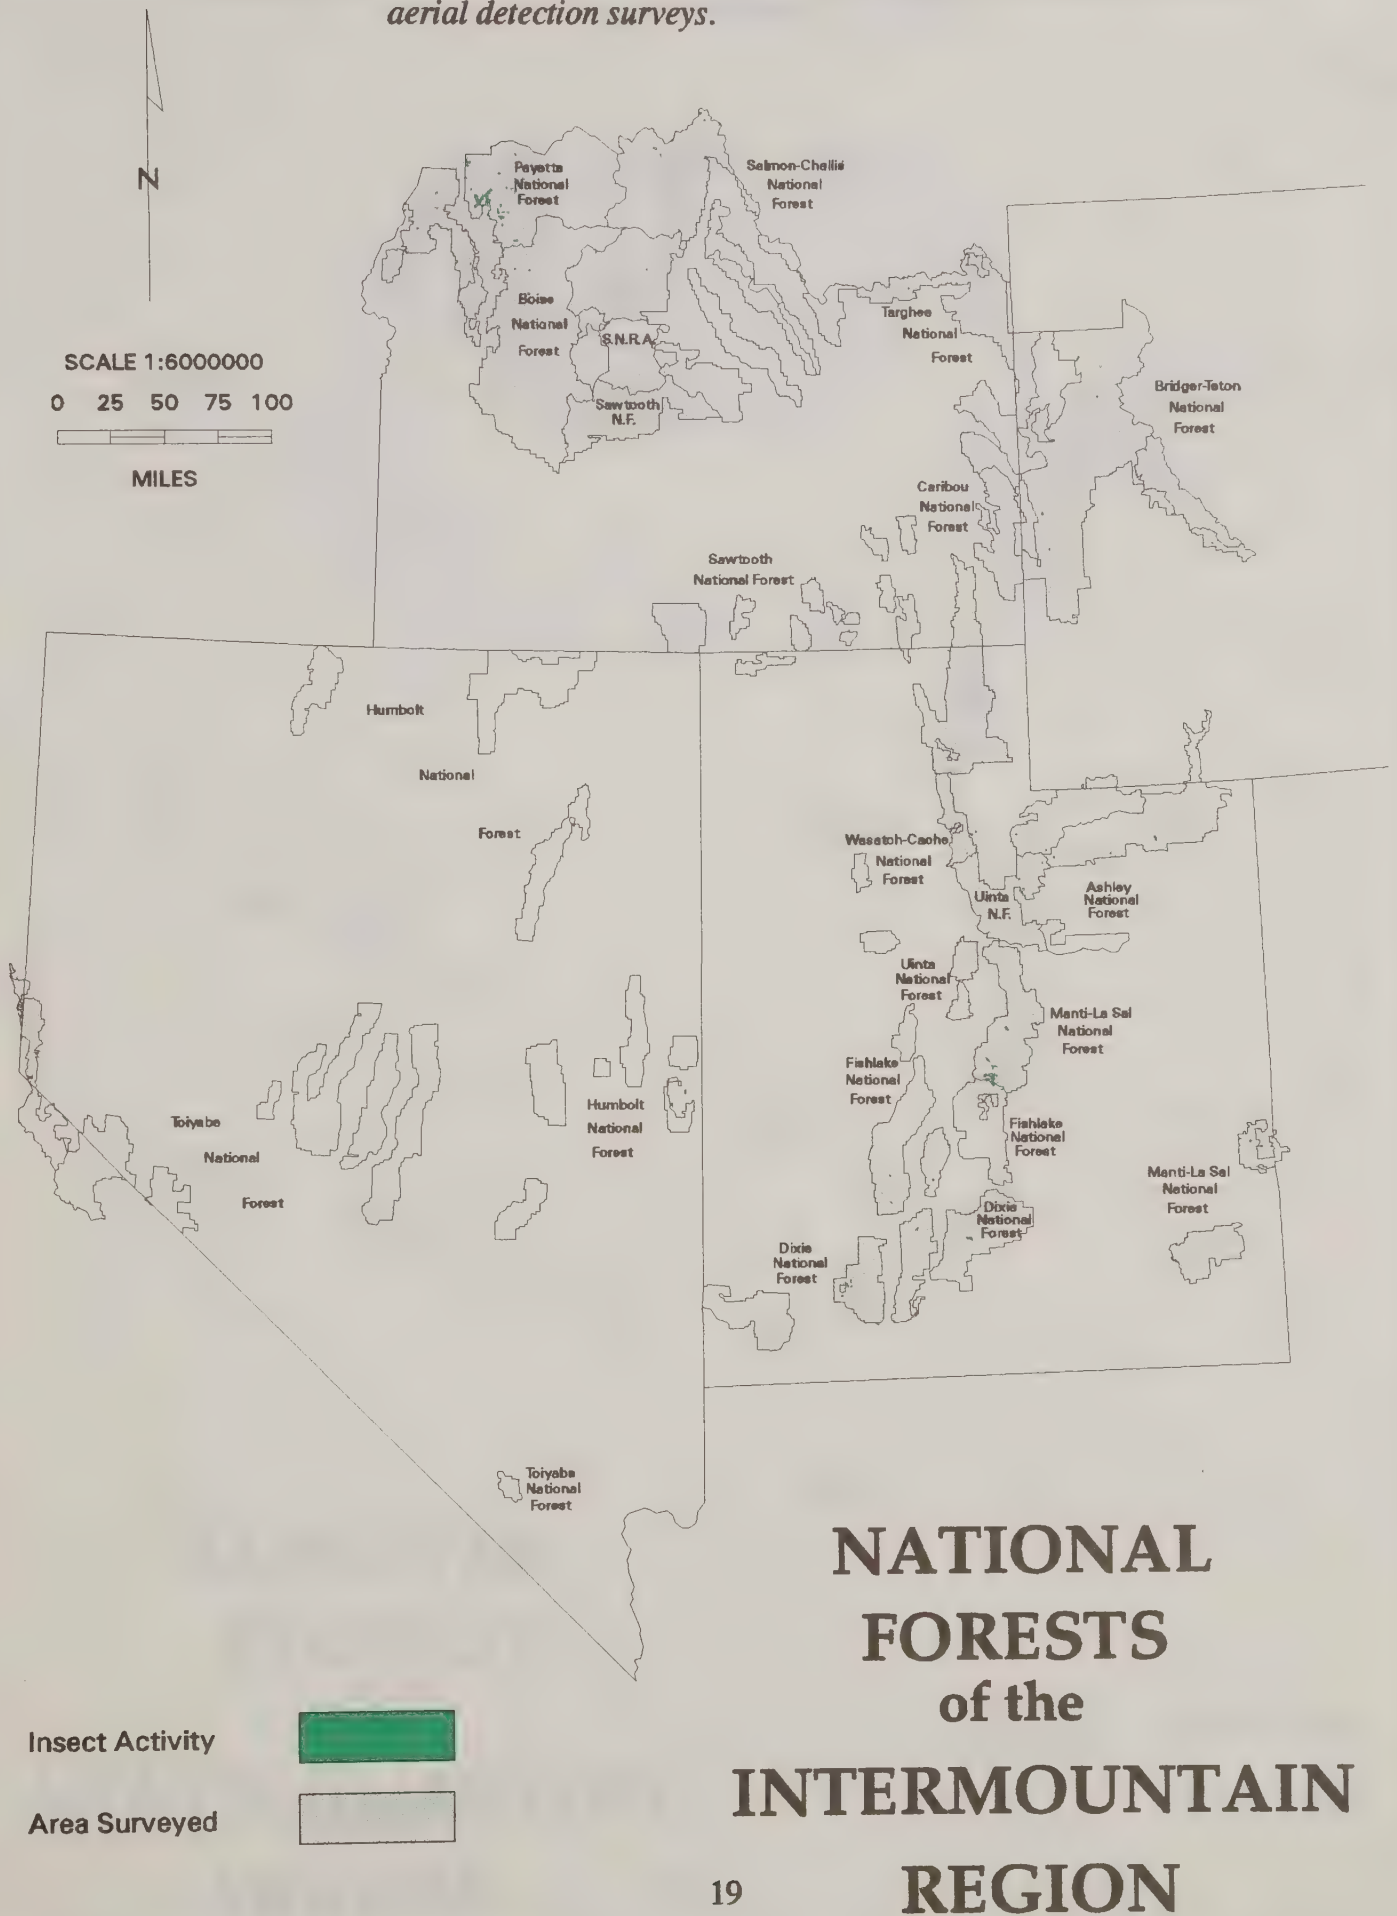 aerial detection surveys.
N
SCALE 1:6000000
0 25 50 75 100
MILES
Payette
National
Forest
Salmon-Challis
National
Forest
Boise
National
Forest
S.N.R.A.
Sawtooth
N.F.
Targhee
National
Forest
Bridger-Teton
National
Forest
Caribou
National
Forest
Sawtooth
National Forest
Humbolt
National
Forest
Wasatch-Cache
National
Forest
Uinta
N.F.
Ashley
National
Forest
Uinta
National
Forest
Manti-La Sal
National
Forest
Fishlake
National
Forest
Humbolt
National
Forest
Toiyabe
National
Forest
Fishlake
National
Forest
Manti-La Sal
National
Forest
Dixie
National
Forest
Dixie
National
Forest
Toiyabe
National
Forest
NATIONAL
FORESTS
of the
INTERMOUNTAIN
REGION
Insect Activity
Area Surveyed
19